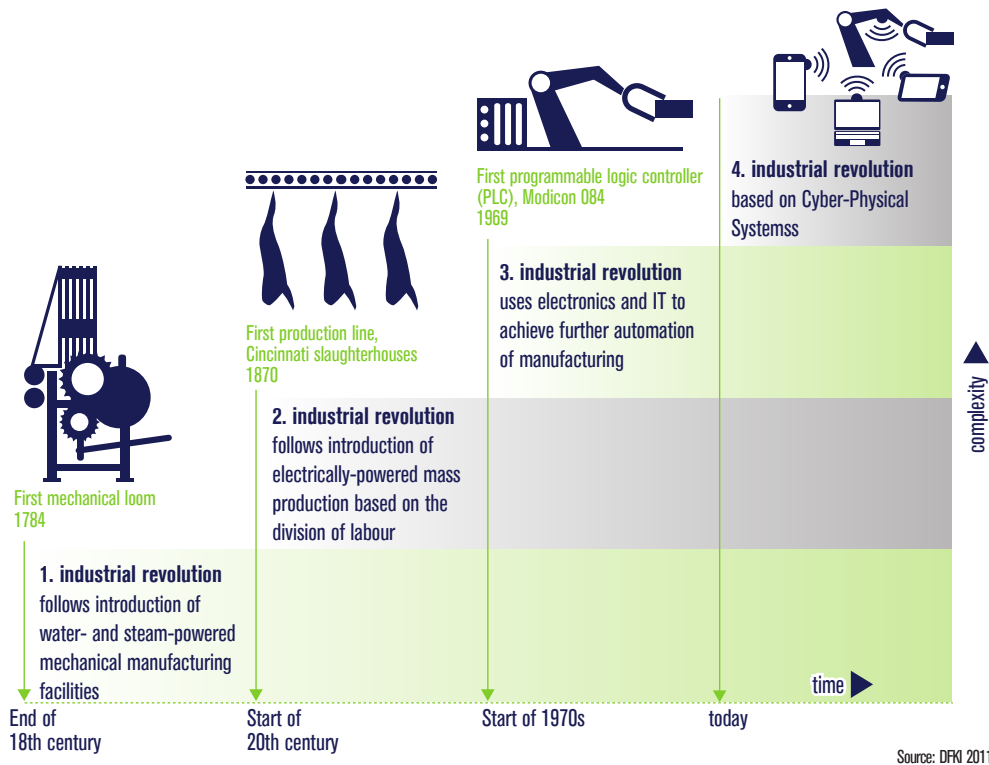 First mechanical loom
1784
1. industrial revolution
follows introduction of
water- and steam-powered
mechanical manufacturing
facilities
End of
18th century
First production line,
Cincinnati slaughterhouses
1870
2. industrial revolution
follows introduction of
electrically-powered mass
production based on the
division of labour
Start of
20th century
First programmable logic controller
(PLC), Modicon 084
1969
3. industrial revolution
uses electronics and IT to
achieve further automation
of manufacturing
Start of 1970s
4. industrial revolution
based on Cyber-Physical
Systemss
today
time
complexity
Source: DFKI 2011